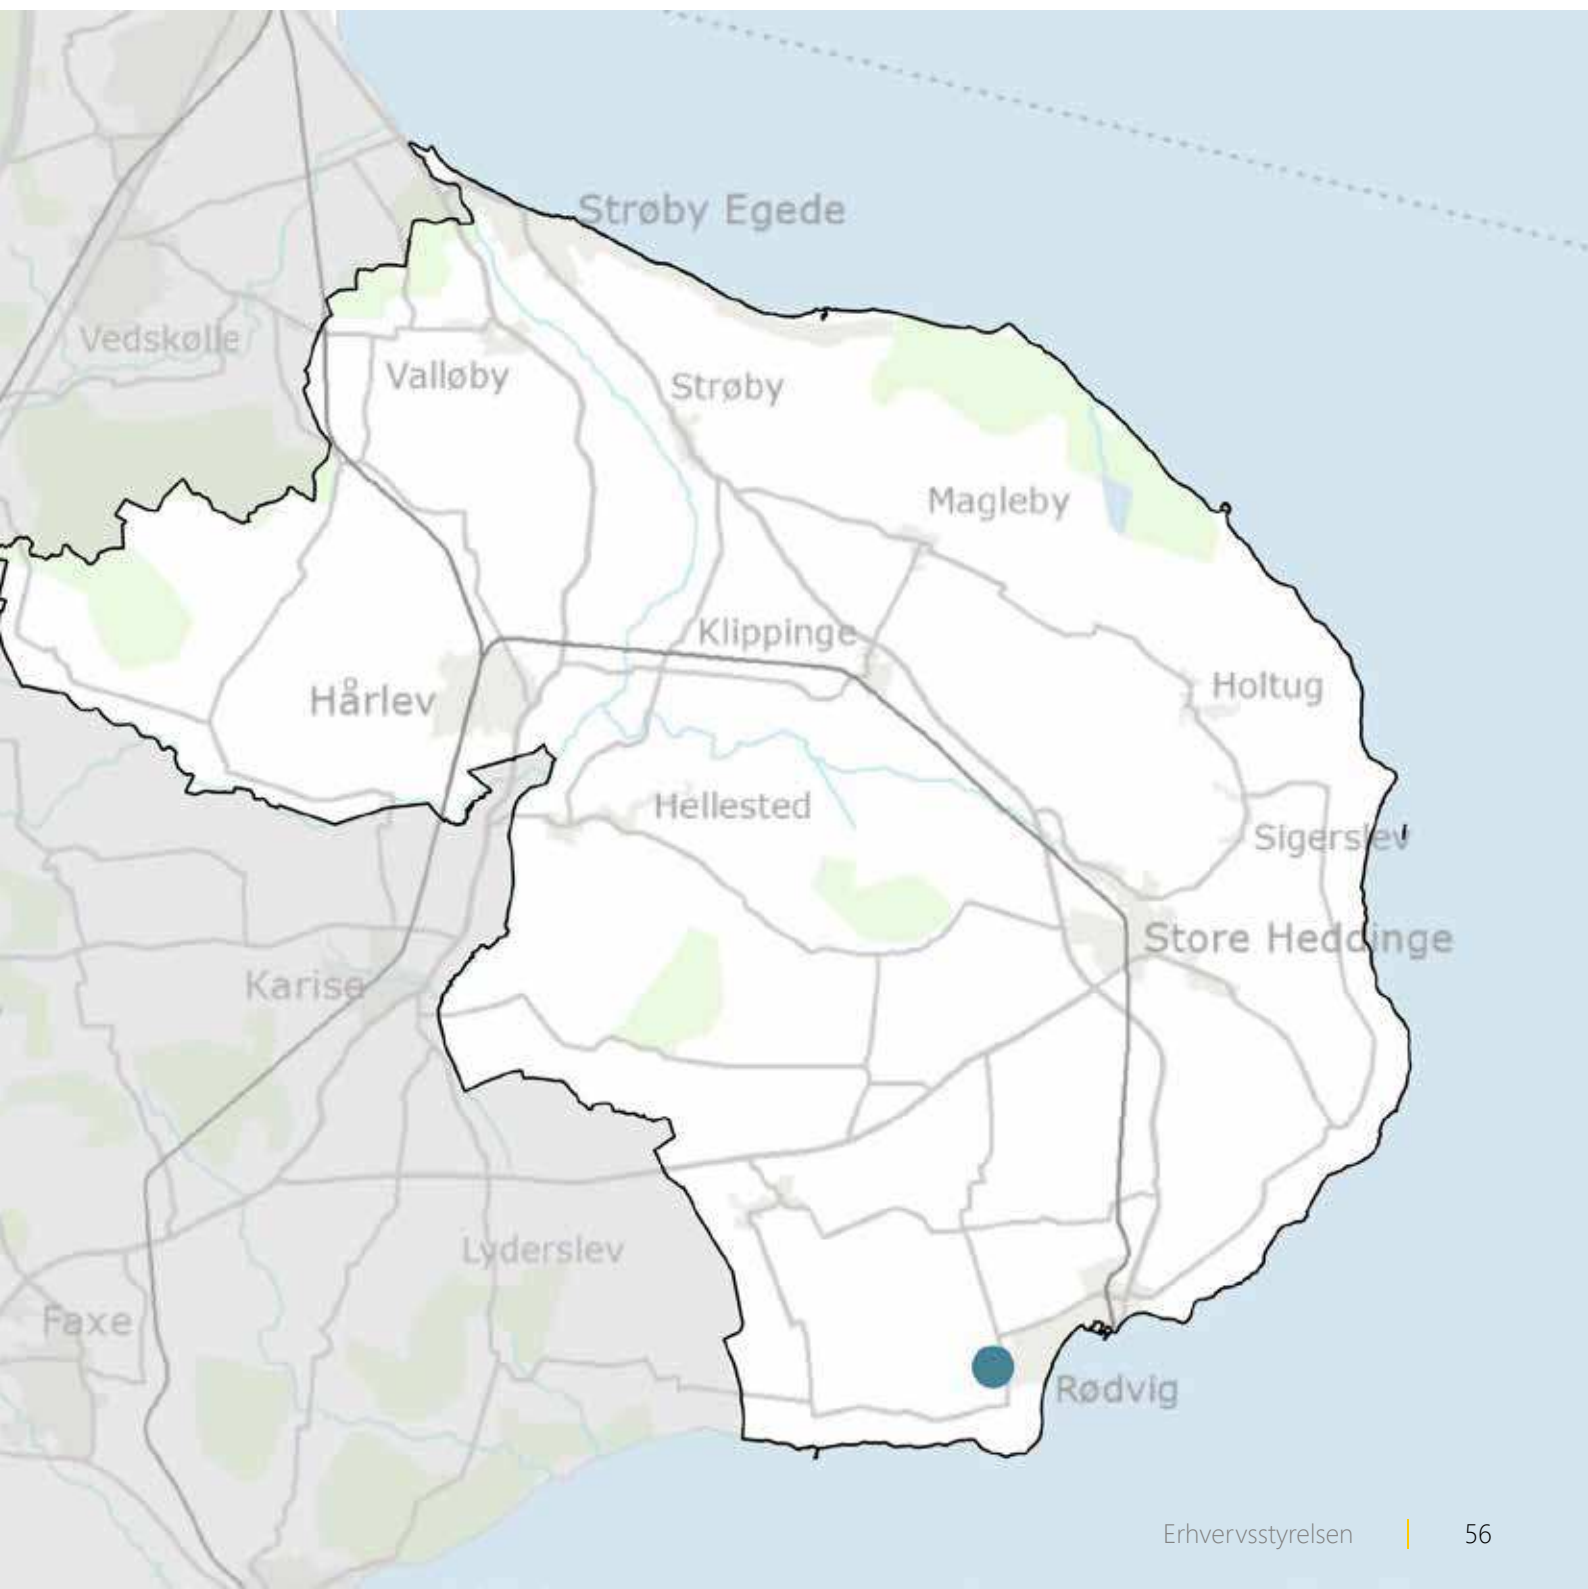 Strøby Egede
Vedskølle
Valløby
Strøby
Magleby
Klippinge
Hårlev
Holtug
Hellested
Sigerslev
Store Heddinge
Karise
Lyderslev
Faxe
Rødvig
Erhvervsstyrelsen
56